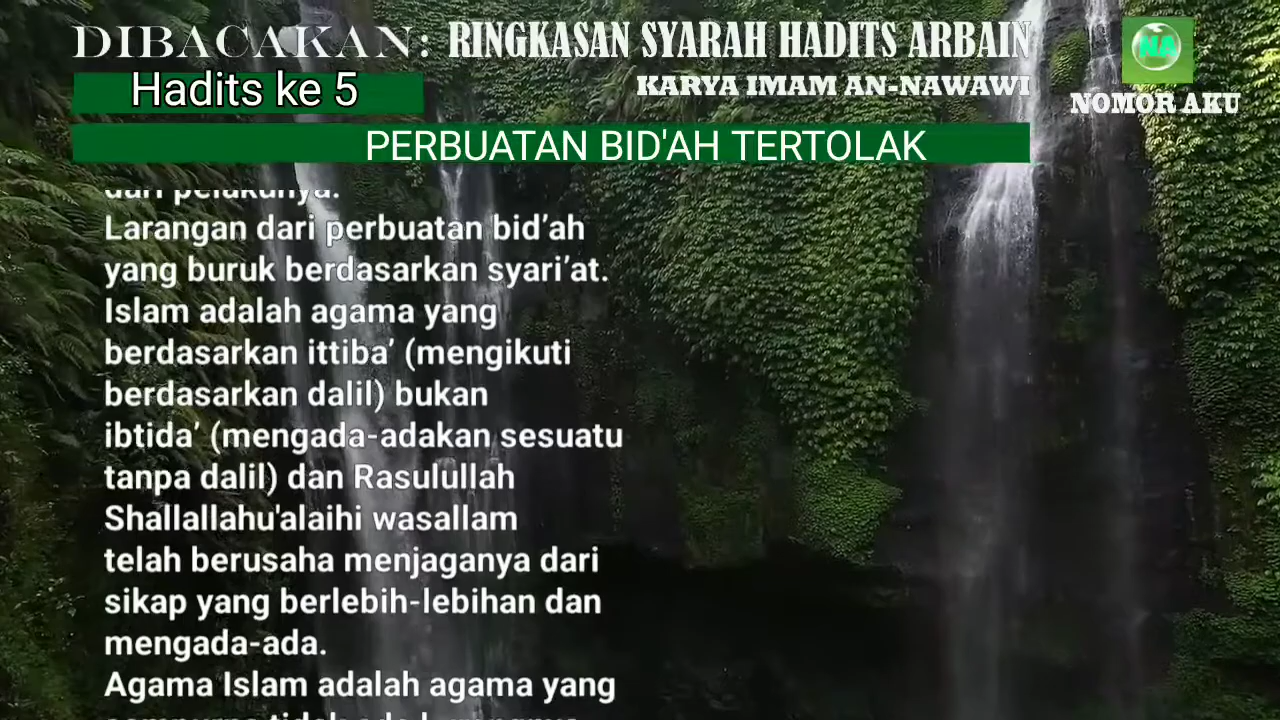 DIBACAKAN: RINGKASAN SYARAH HADITS ARBAIN
KARYA IMAM AN-NAWAWI
Hadits ke 5
NA
NOMOR AKU
PERBUATAN BID'AH TERTOLAK
dari pelakunya.
Larangan dari perbuatan bid’ah
yang buruk berdasarkan syari’at.
Islam adalah agama yang
berdasarkan ittiba’ (mengikuti
berdasarkan dalil) bukan
ibtida’ (mengada-adakan sesuatu
tanpa dalil) dan Rasulullah
Shallallahu'alaihi wasallam
telah berusaha menjaganya dari
sikap yang berlebih-lebihan dan
mengada-ada.
Agama Islam adalah agama yang